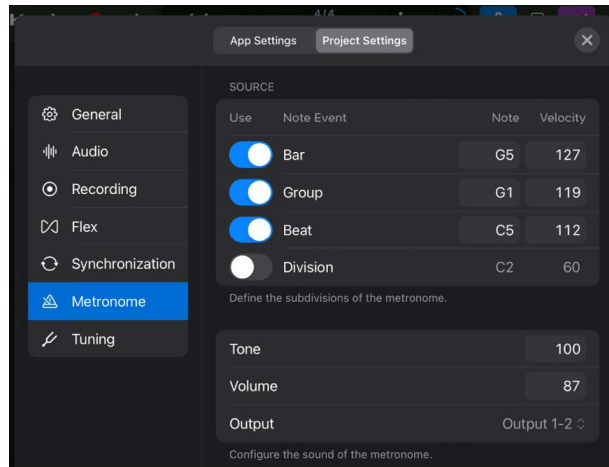 4/4
App Settings Project Settings
SOURCE
General
Use Note Event Note Velocity
Audio
Bar G5 127
Recording
Group G1 119
Flex
Beat C5 112
Synchronization
Division C2 60
Metronome
Define the subdivisions of the metronome.
Tuning
Tone 100
Volume 87
Output Output 1-2
Configure the sound of the metronome.